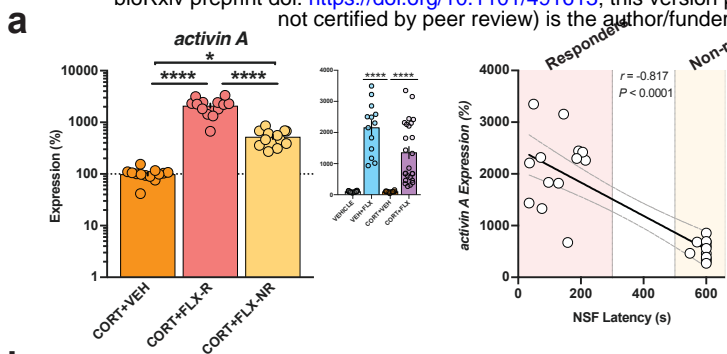 bioRxiv preprint doi: https://doi.org/10.1101/491613; this version p
not certified by peer review) is the author/funder
a
activin A
*
**** ****
Expression (%)
10000
1000
100
10
1
CORT+VEH
CORT+FLX-R
CORT+FLX-NR
**** ****
4000
3000
2000
1000
0
VEHICLE
VEH+FLX
CORT+VEH
CORT+FLX
Responders
Non-r
r = -0.817
P < 0.0001
activin A Expression (%)
4000
3000
2000
1000
0
0 200 400 600
NSF Latency (s)